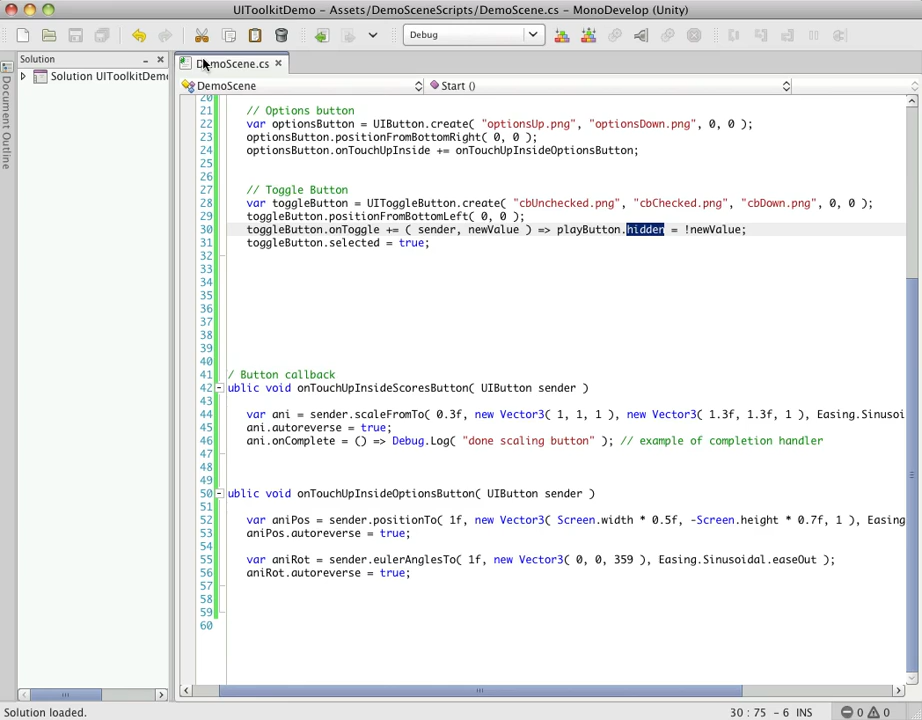 UIToolkitDemo - Assets/DemoSceneScripts/DemoScene.cs - MonoDevelop (Unity)
Debug
Solution
DemoScene.cs
Document Outline
Solution UIToolkitDemo
DemoScene
Start ()
20
21 // Options button
22 var optionsButton = UIButton.create( "optionsUp.png", "optionsDown.png", 0, 0 );
23 optionsButton.positionFromBottomRight( 0, 0 );
24 optionsButton.onTouchUpInside += onTouchUpInsideOptionsButton;
25
26
27 // Toggle Button
28 var toggleButton = UIToggleButton.create( "cbUnchecked.png", "cbChecked.png", "cbDown.png", 0, 0 );
29 toggleButton.positionFromBottomLeft( 0, 0 );
30 toggleButton.onToggle += ( sender, newValue ) => playButton.hidden = !newValue;
31 toggleButton.selected = true;
32
33
34
35
36
37
38
39
40
41 / Button callback
42 ublic void onTouchUpInsideScoresButton( UIButton sender )
43
44 var ani = sender.scaleFromTo( 0.3f, new Vector3( 1, 1, 1 ), new Vector3( 1.3f, 1.3f, 1 ), Easing.Sinusoi
45 ani.autoreverse = true;
46 ani.onComplete = () => Debug.Log( "done scaling button" ); // example of completion handler
47
48
49
50 ublic void onTouchUpInsideOptionsButton( UIButton sender )
51
52 var aniPos = sender.positionTo( 1f, new Vector3( Screen.width * 0.5f, -Screen.height * 0.7f, 1 ), Easing
53 aniPos.autoreverse = true;
54
55 var aniRot = sender.eulerAnglesTo( 1f, new Vector3( 0, 0, 359 ), Easing.Sinusoidal.easeOut );
56 aniRot.autoreverse = true;
57
58
59
60
Solution loaded.
30 : 75 - 6 INS
0
0